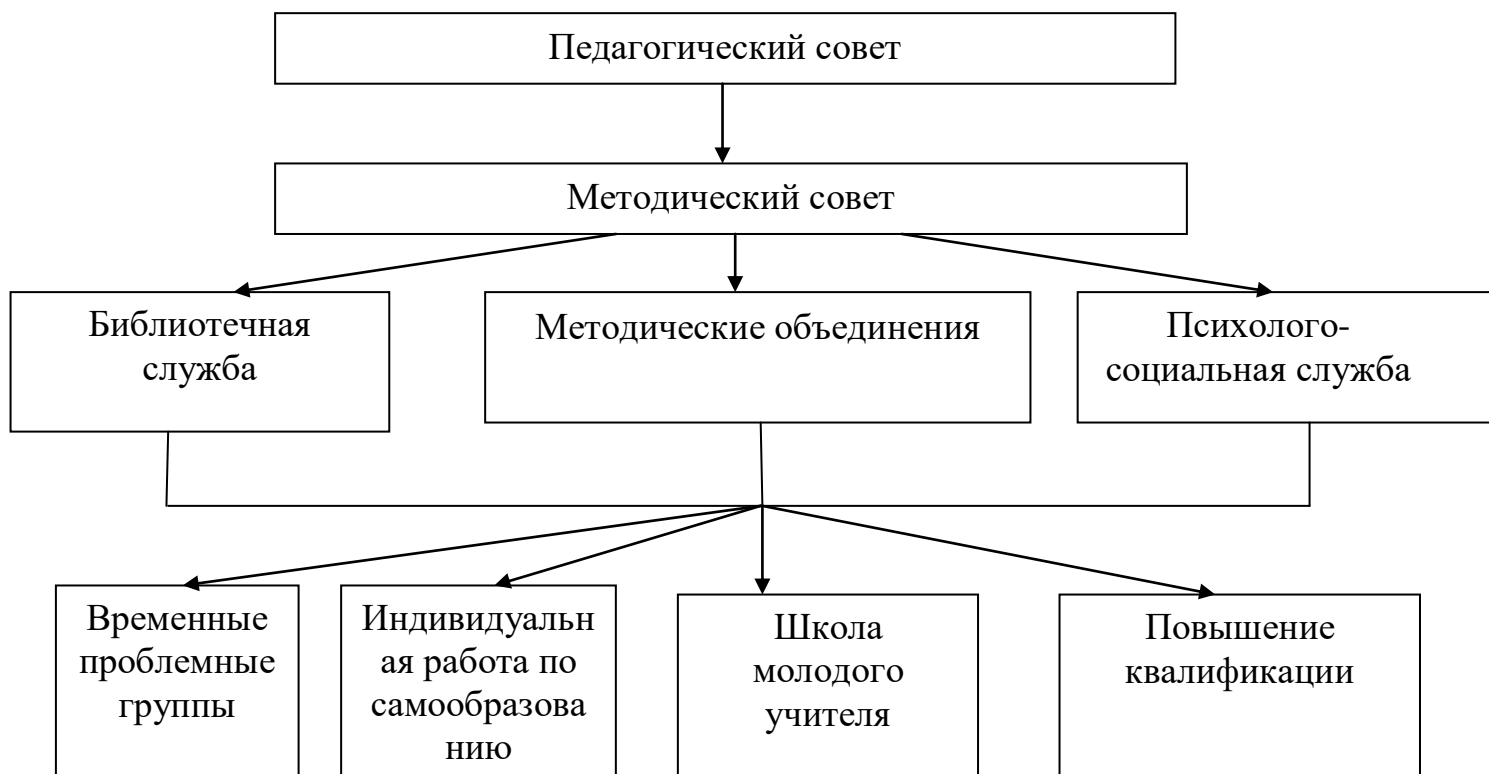 Педагогический совет
Методический совет
Библиотечная
служба
Методические объединения
Психолого-
социальная служба
Временные
проблемные
группы
Индивидуальн
ая работа по
самообразова
нию
Школа
молодого
учителя
Повышение
квалификации